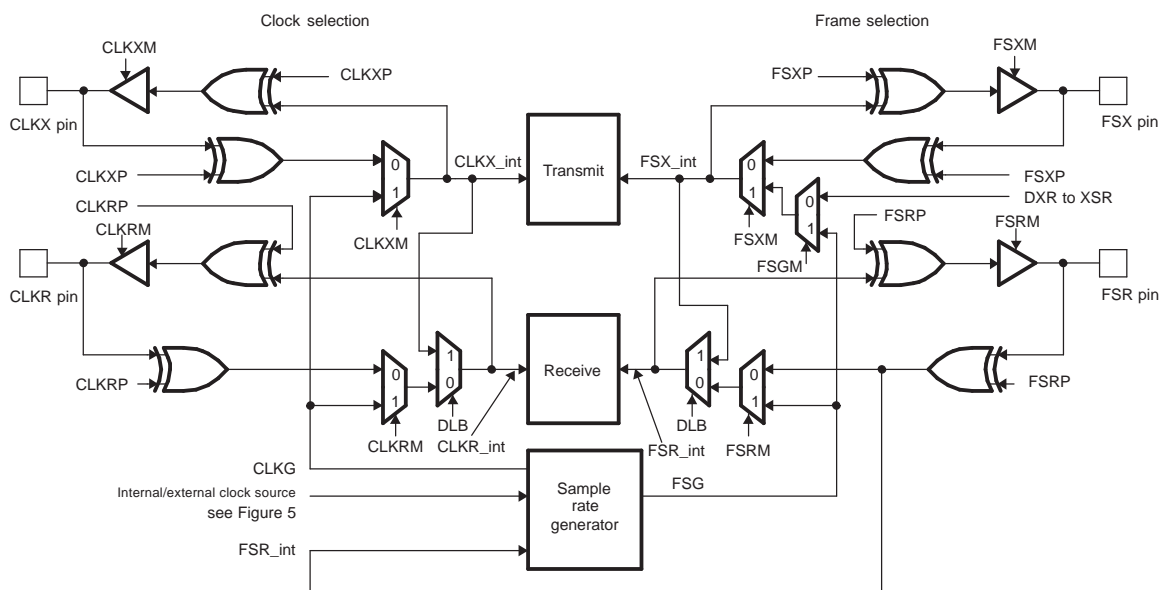 Clock selection
Frame selection
CLKXM
FSXM
CLKXP
FSXP
CLKX pin
FSX pin
0
1
CLKX_int
Transmit
FSX_int
0
1
CLKXP
FSXP
0
1
DXR to XSR
CLKRP
CLKRM
CLKXM
FSXM
FSGM
FSRP
FSRM
CLKR pin
FSR pin
0
1
1
0
Receive
1
0
0
1
CLKRP
FSRP
DLB
DLB
CLKRM
CLKR_int
FSR_int
FSRM
CLKG
FSG
Internal/external clock source
see Figure 5
Sample
rate
generator
FSR_int